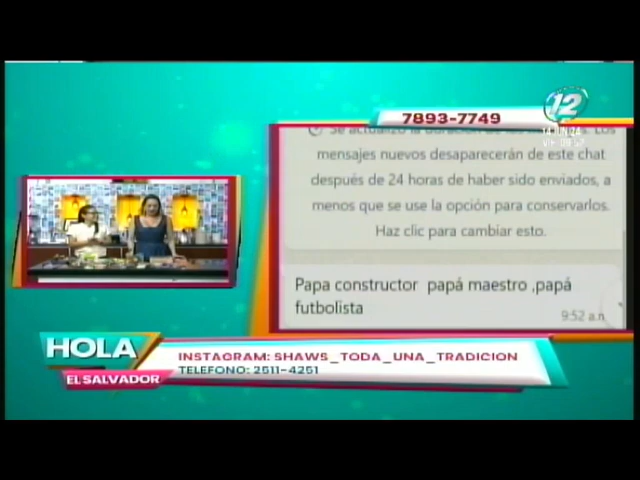 12
7893-7749
mensajes nuevos desaparecerán de este chat
después de 24 horas de haber sido enviados, a
menos que se use la opción para conservarlos.
Haz clic para cambiar esto.
Papa constructor papá maestro ,papá
futbolista
9:52 a.n
HOLA
EL SALVADOR
INSTAGRAM: SHAWS_TODA_UNA_TRADICION
TELEFONO: 2511-4251